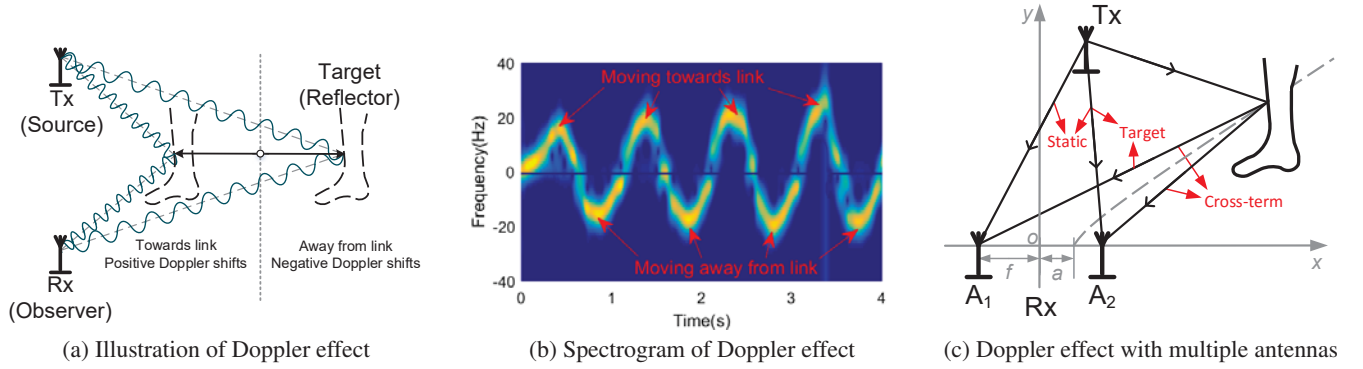 Tx
(Source)
Target
(Reflector)
Rx
(Observer)
Towards link
Positive Doppler shifts
Away from link
Negative Doppler shifts
(a) Illustration of Doppler effect
Moving towards link
Moving away from link
Frequency(Hz)
40
20
0
-20
-40
0
1
2
3
4
Time(s)
(b) Spectrogram of Doppler effect
y
Tx
Static
Target
Cross-term
o
x
f
a
A1
Rx
A2
(c) Doppler effect with multiple antennas